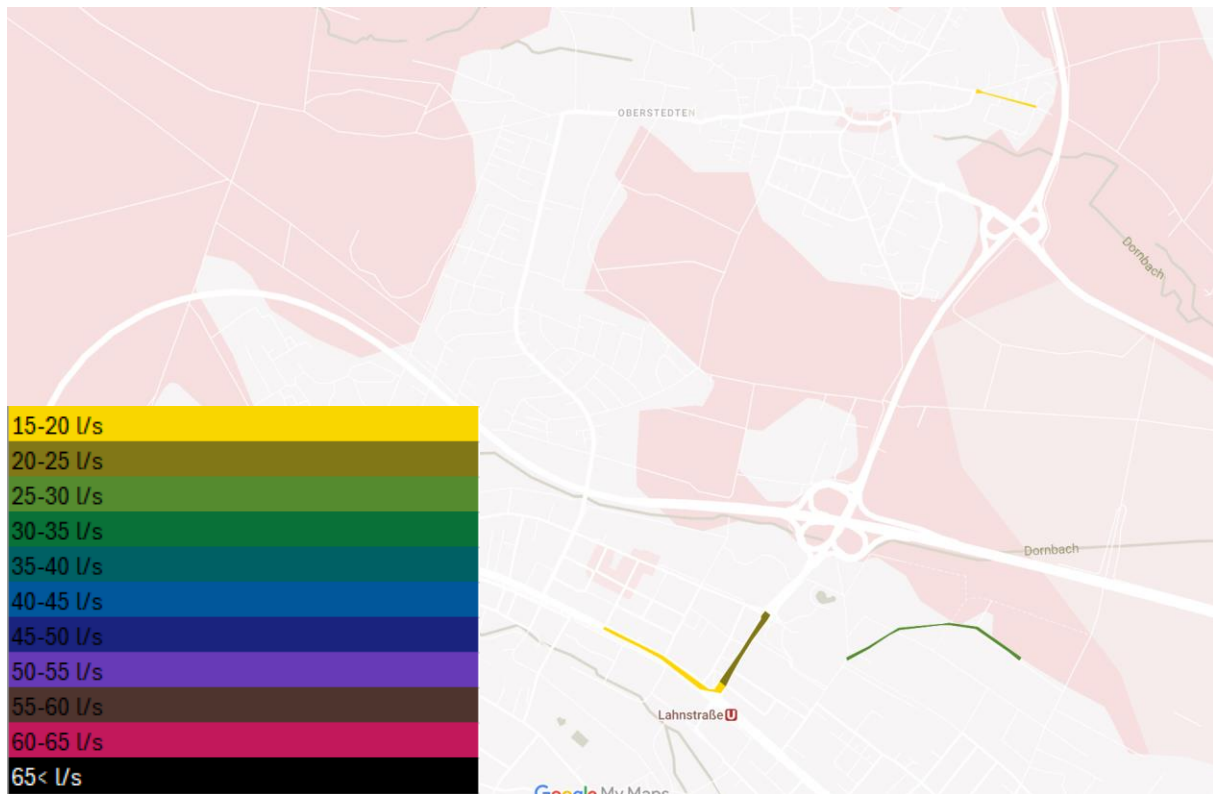 OBERSTEDTEN
Dornbach
15-20 l/s
20-25 l/s
25-30 l/s
30-35 l/s
35-40 l/s
40-45 l/s
45-50 l/s
50-55 l/s
55-60 l/s
60-65 l/s
65< l/s
Dornbach
Lahnstraße U
Google My Maps